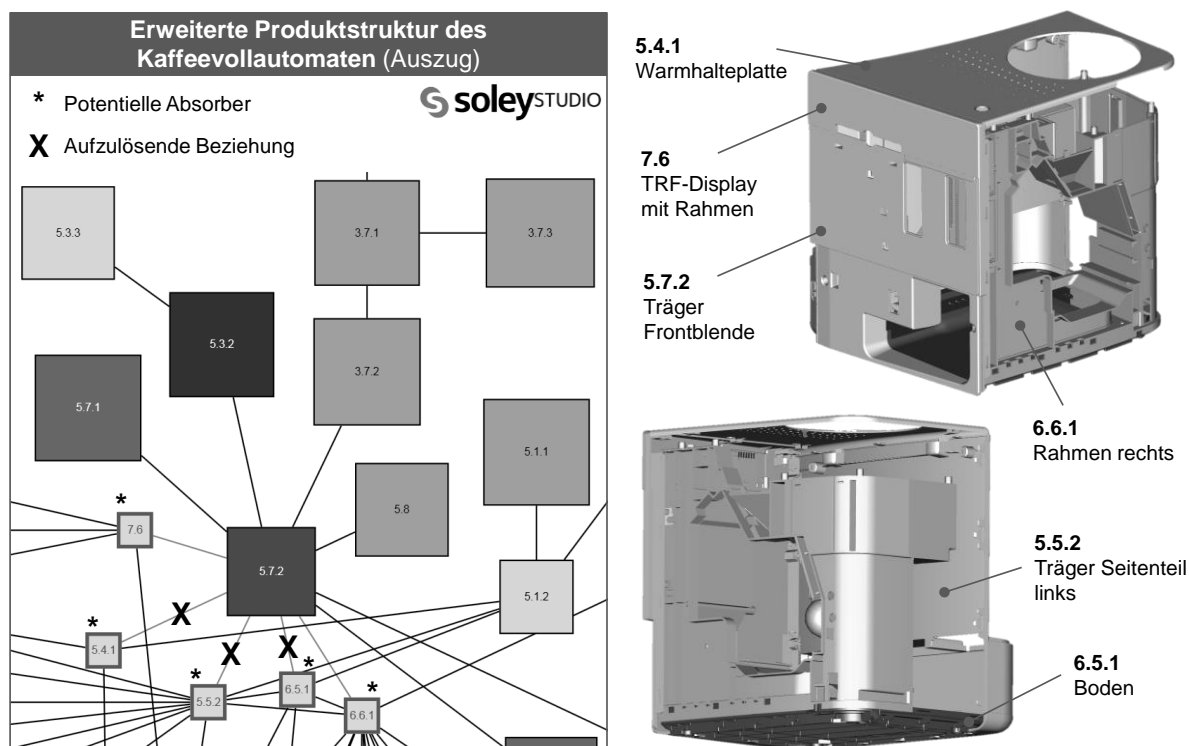 Erweiterte Produktstruktur des
Kaffeevollautomaten (Auszug)
* Potentielle Absorber
soleySTUDIO
X Aufzulösende Beziehung
5.3.3
3.7.1
3.7.3
5.3.2
3.7.2
5.7.1
5.1.1
5.8
*
7.6
5.7.2
5.1.2
X
*
5.4.1
X
X
*
*
5.5.2
6.5.1
*
6.6.1
5.4.1
Warmhalteplatte
7.6
TRF-Display
mit Rahmen
5.7.2
Träger
Frontblende
6.6.1
Rahmen rechts
5.5.2
Träger Seitenteil
links
6.5.1
Boden